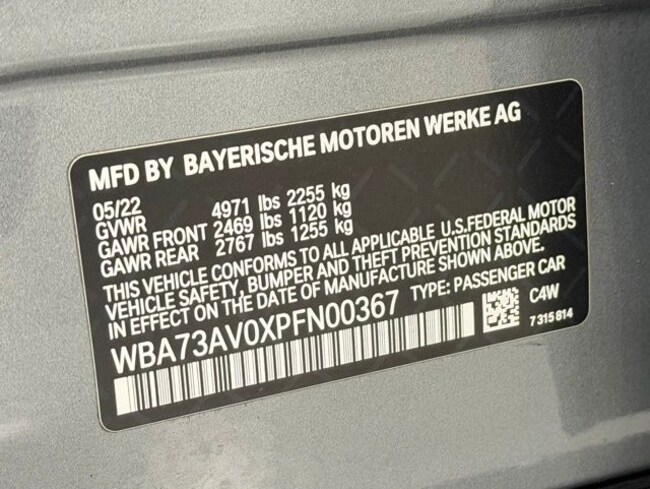 MFD BY BAYERISCHE MOTOREN WERKE AG
05/22
GVWR 4971 lbs 2255 kg
GAWR FRONT 2469 lbs 1120 kg
GAWR REAR 2767 lbs 1255 kg
THIS VEHICLE CONFORMS TO ALL APPLICABLE U.S.FEDERAL MOTOR
VEHICLE SAFETY, BUMPER AND THEFT PREVENTION STANDARDS
IN EFFECT ON THE DATE OF MANUFACTURE SHOWN ABOVE.
WBA73AV0XPFN00367 TYPE: PASSENGER CAR
C4W
7315814